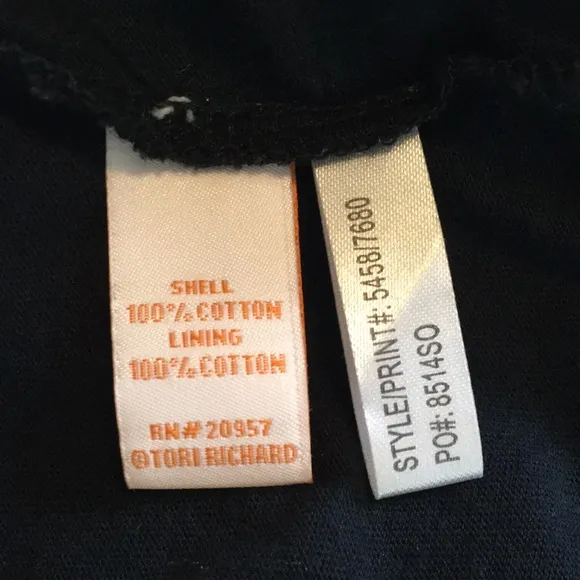 SHELL
100% COTTON
LINING
100% COTTON
RN# 20957
©TORI RICHARD
STYLE/PRINT#: 5458/7680
PO#: 8514SO